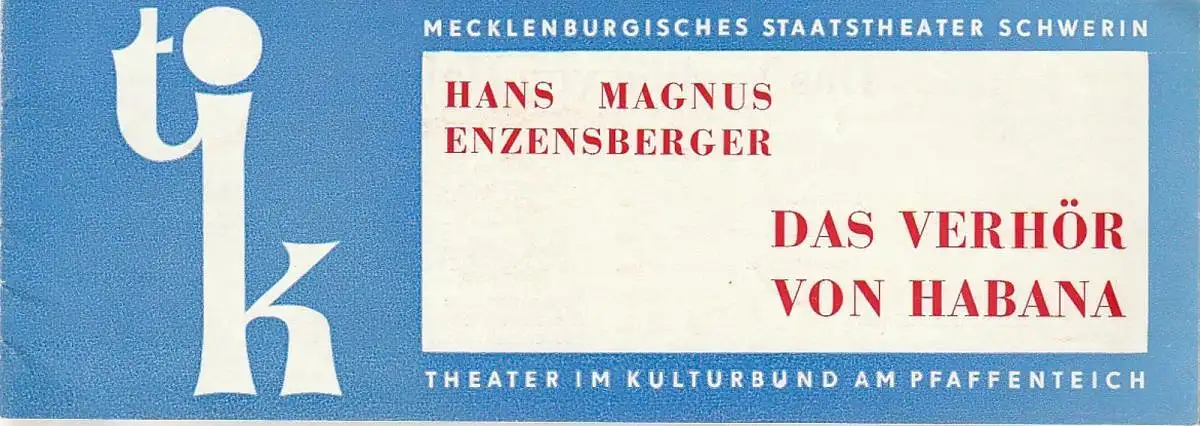 tik
MECKLENBURGISCHES STAATSTHEATER SCHWERIN
HANS MAGNUS
ENZENSBERGER
DAS VERHÖR
VON HABANA
THEATER IM KULTURBUND AM PFAFFENTEICH